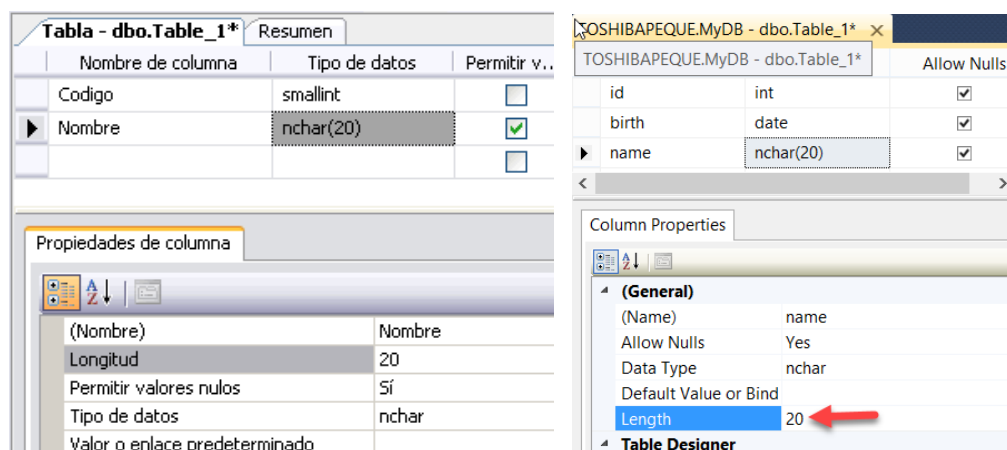 Tabla - dbo.Table_1* Resumen
Nombre de columna Tipo de datos Permitir v...
Codigo smallint
Nombre nchar(20)
Propiedades de columna
(Nombre) Nombre
Longitud 20
Permitir valores nulos Sí
Tipo de datos nchar
Valor o enlace predeterminado
TOSHIBAPEQUE.MyDB - dbo.Table_1*
TOSHIBAPEQUE.MyDB - dbo.Table_1* Allow Nulls
id int
birth date
name nchar(20)
Column Properties
(General)
(Name) name
Allow Nulls Yes
Data Type nchar
Default Value or Bind
Length 20
Table Designer